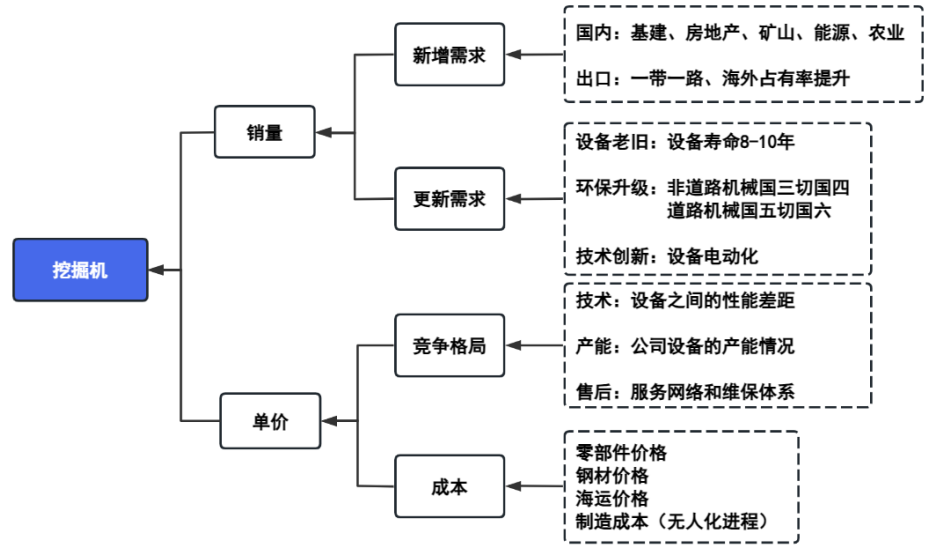 国内：基建、房地产、矿山、能源、农业
新增需求
出口：一带一路、海外占有率提升
销量
设备老旧：设备寿命8-10年
环保升级：非道路机械国三切国四
道路机械国五切国六
更新需求
技术创新：设备电动化
挖掘机
技术：设备之间的性能差距
竞争格局
产能：公司设备的产能情况
售后：服务网络和维保体系
单价
零部件价格
钢材价格
成本
海运价格
制造成本（无人化进程）